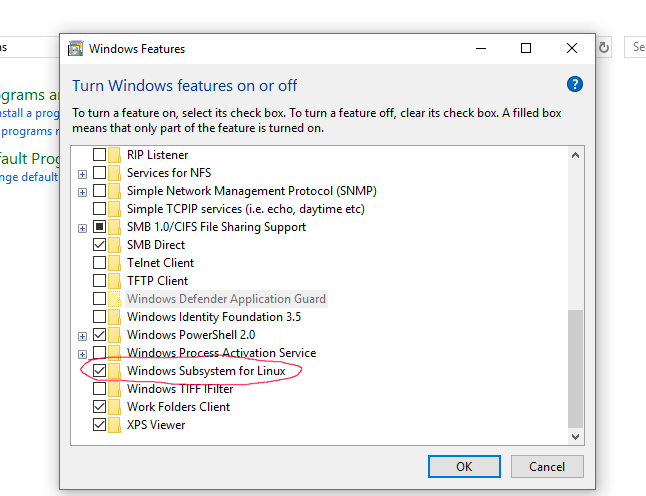 Windows Features
ns
Se
Turn Windows features on or off
?
ograms an
To turn a feature on, select its check box. To turn a feature off, clear its check box. A filled box
means that only part of the feature is turned on.
nstall a prog
programs r
efault Prog
nge default
RIP Listener
Services for NFS
Simple Network Management Protocol (SNMP)
Simple TCPIP services (i.e. echo, daytime etc)
SMB 1.0/CIFS File Sharing Support
SMB Direct
Telnet Client
TFTP Client
Windows Defender Application Guard
Windows Identity Foundation 3.5
Windows PowerShell 2.0
Windows Process Activation Service
Windows Subsystem for Linux
Windows TIFF IFilter
Work Folders Client
XPS Viewer
OK
Cancel